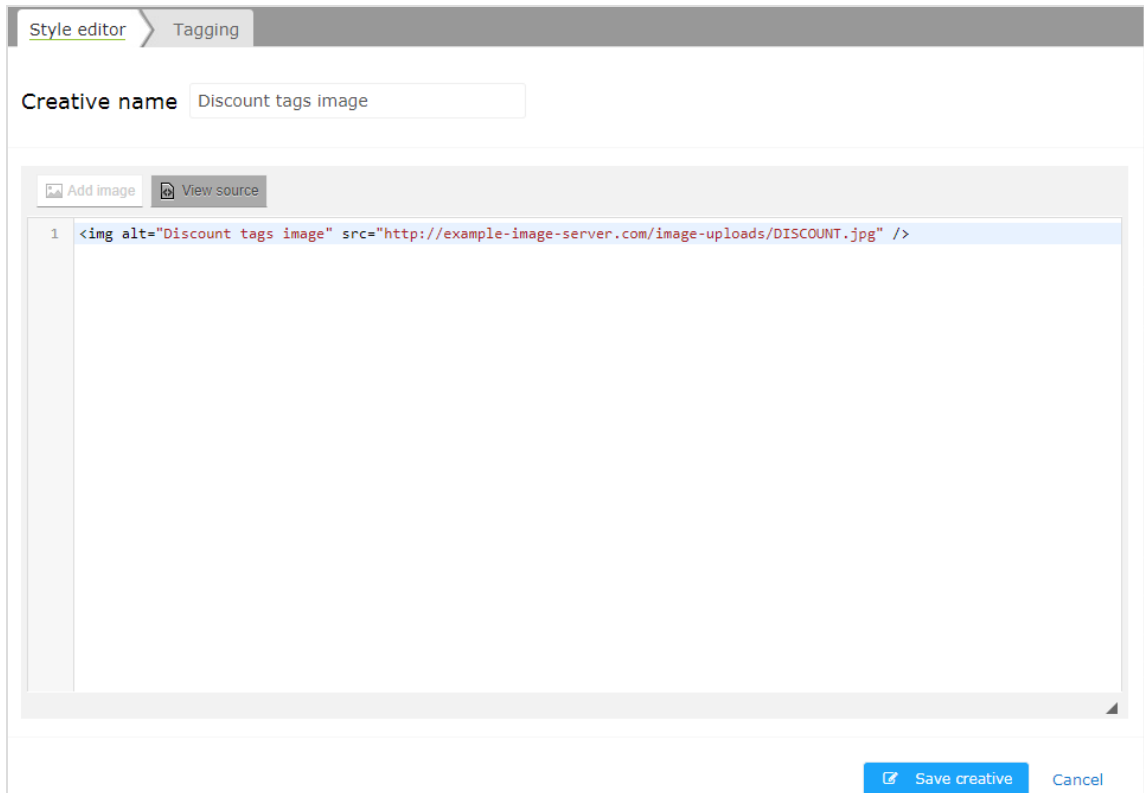 Style editor Tagging
Creative name Discount tags image
Add image View source
1 <img alt="Discount tags image" src="http://example-image-server.com/image-uploads/DISCOUNT.jpg" />
Save creative Cancel